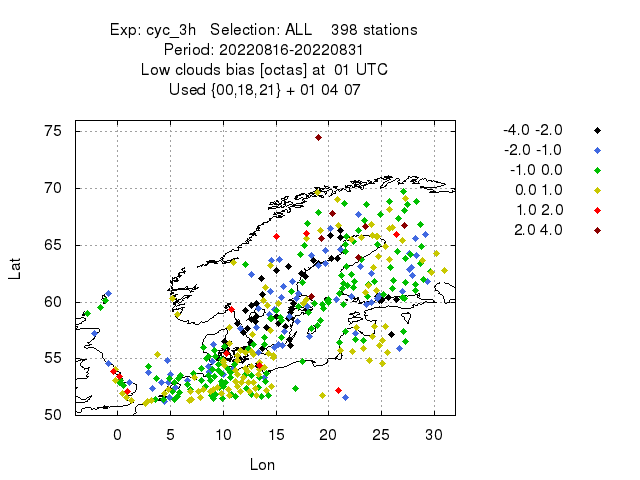 Exp: cyc_3h   Selection: ALL    398 stations
Period: 20220816-20220831
Low clouds bias [octas] at  01 UTC
Used {00,18,21} + 01 04 07
-4.0 -2.0
-2.0 -1.0
-1.0 0.0
0.0 1.0
1.0 2.0
2.0 4.0
75
70
65
60
55
50
Lat
0 5 10 15 20 25 30
Lon